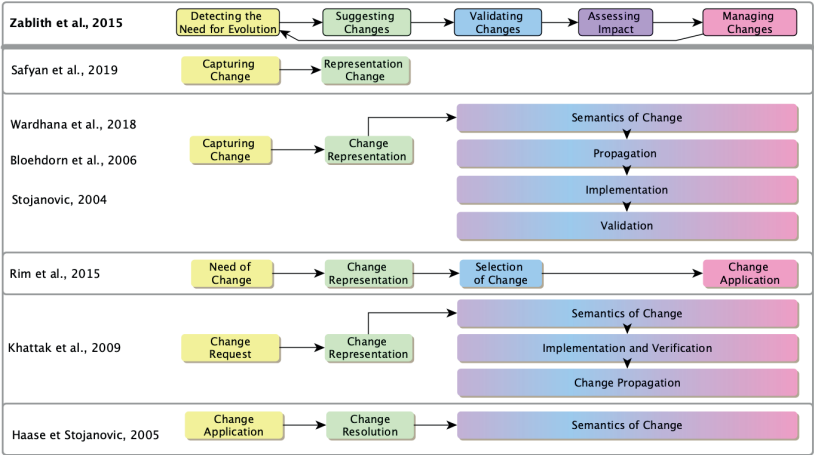 Zablith et al., 2015
Detecting the
Need for Evolution
Suggesting
Changes
Validating
Changes
Assessing
Impact
Managing
Changes
Safyan et al., 2019
Capturing
Change
Representation
Change
Wardhana et al., 2018
Bloehdorn et al., 2006
Stojanovic, 2004
Capturing
Change
Change
Representation
Semantics of Change
Propagation
Implementation
Validation
Rim et al., 2015
Need of
Change
Change
Representation
Selection
of Change
Change
Application
Khattak et al., 2009
Change
Request
Change
Representation
Semantics of Change
Implementation and Verification
Change Propagation
Haase et Stojanovic, 2005
Change
Application
Change
Resolution
Semantics of Change